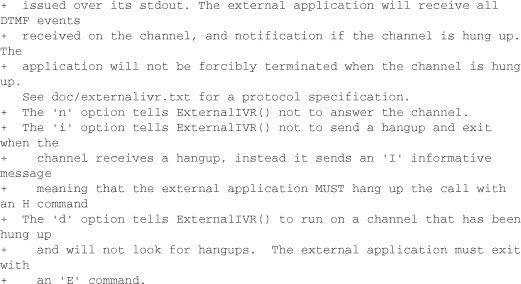 +  issued over its stdout. The external application will receive all
DTMF events
+  received on the channel, and notification if the channel is hung up.
The
+  application will not be forcibly terminated when the channel is hung
up.
   See doc/externalivr.txt for a protocol specification.
+  The 'n' option tells ExternalIVR() not to answer the channel.
+  The 'i' option tells ExternalIVR() not to send a hangup and exit
when the
+    channel receives a hangup, instead it sends an 'I' informative
message
+    meaning that the external application MUST hang up the call with
an H command
+  The 'd' option tells ExternalIVR() to run on a channel that has been
hung up
+    and will not look for hangups.  The external application must exit
with
+    an 'E' command.